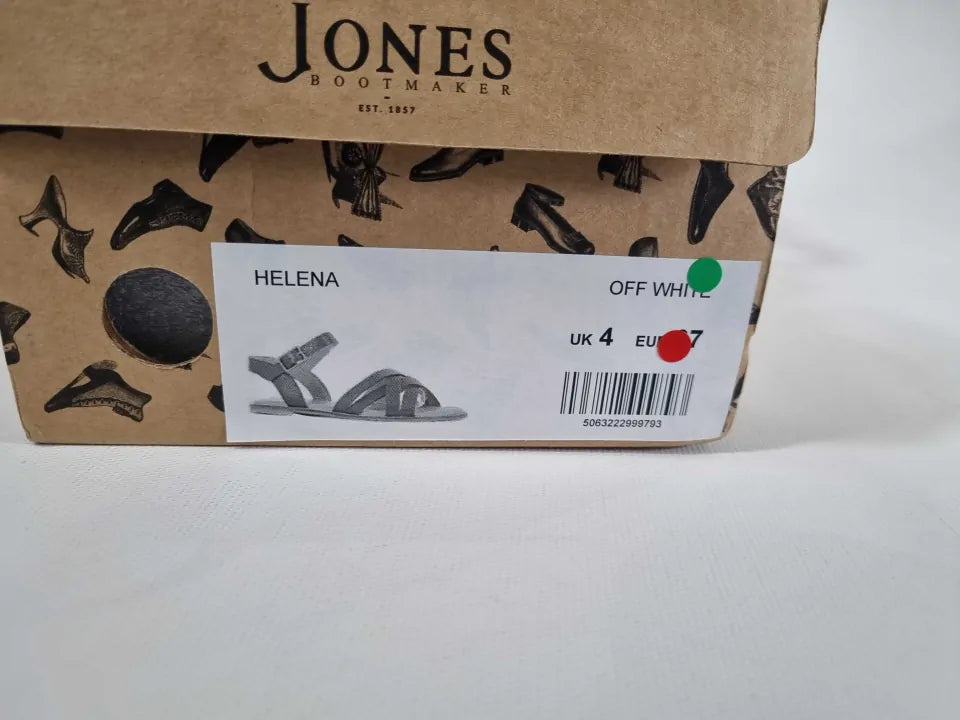 JONES
BOOTMAKER
EST. 1857
HELENA
OFF WHITE
UK 4
5063222999793